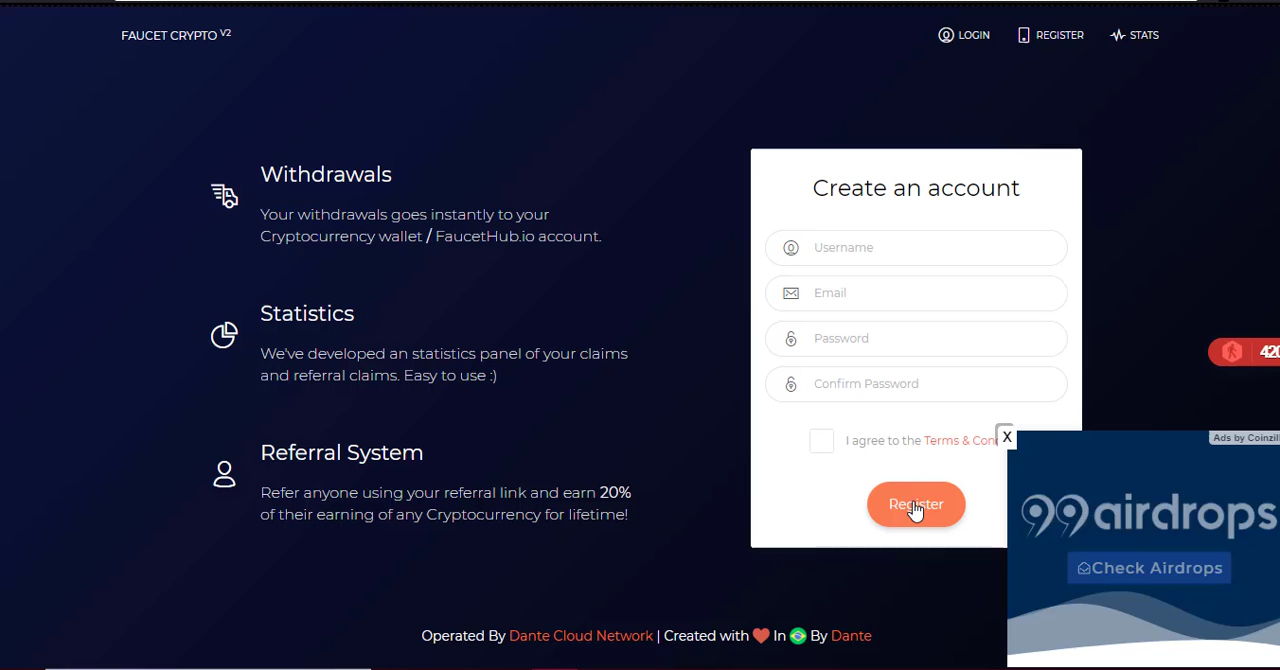 FAUCET CRYPTO V2
LOGIN
REGISTER
STATS
Withdrawals
Your withdrawals goes instantly to your
Cryptocurrency wallet / FaucetHub.io account.
Statistics
We've developed an statistics panel of your claims
and referral claims. Easy to use :)
Referral System
Refer anyone using your referral link and earn 20%
of their earning of any Cryptocurrency for lifetime!
Create an account
Username
Email
Password
Confirm Password
I agree to the Terms &
Register
420
X
Ads by
99airdrops
Check Airdrops
Operated By Dante Cloud Network | Created with In By Dante